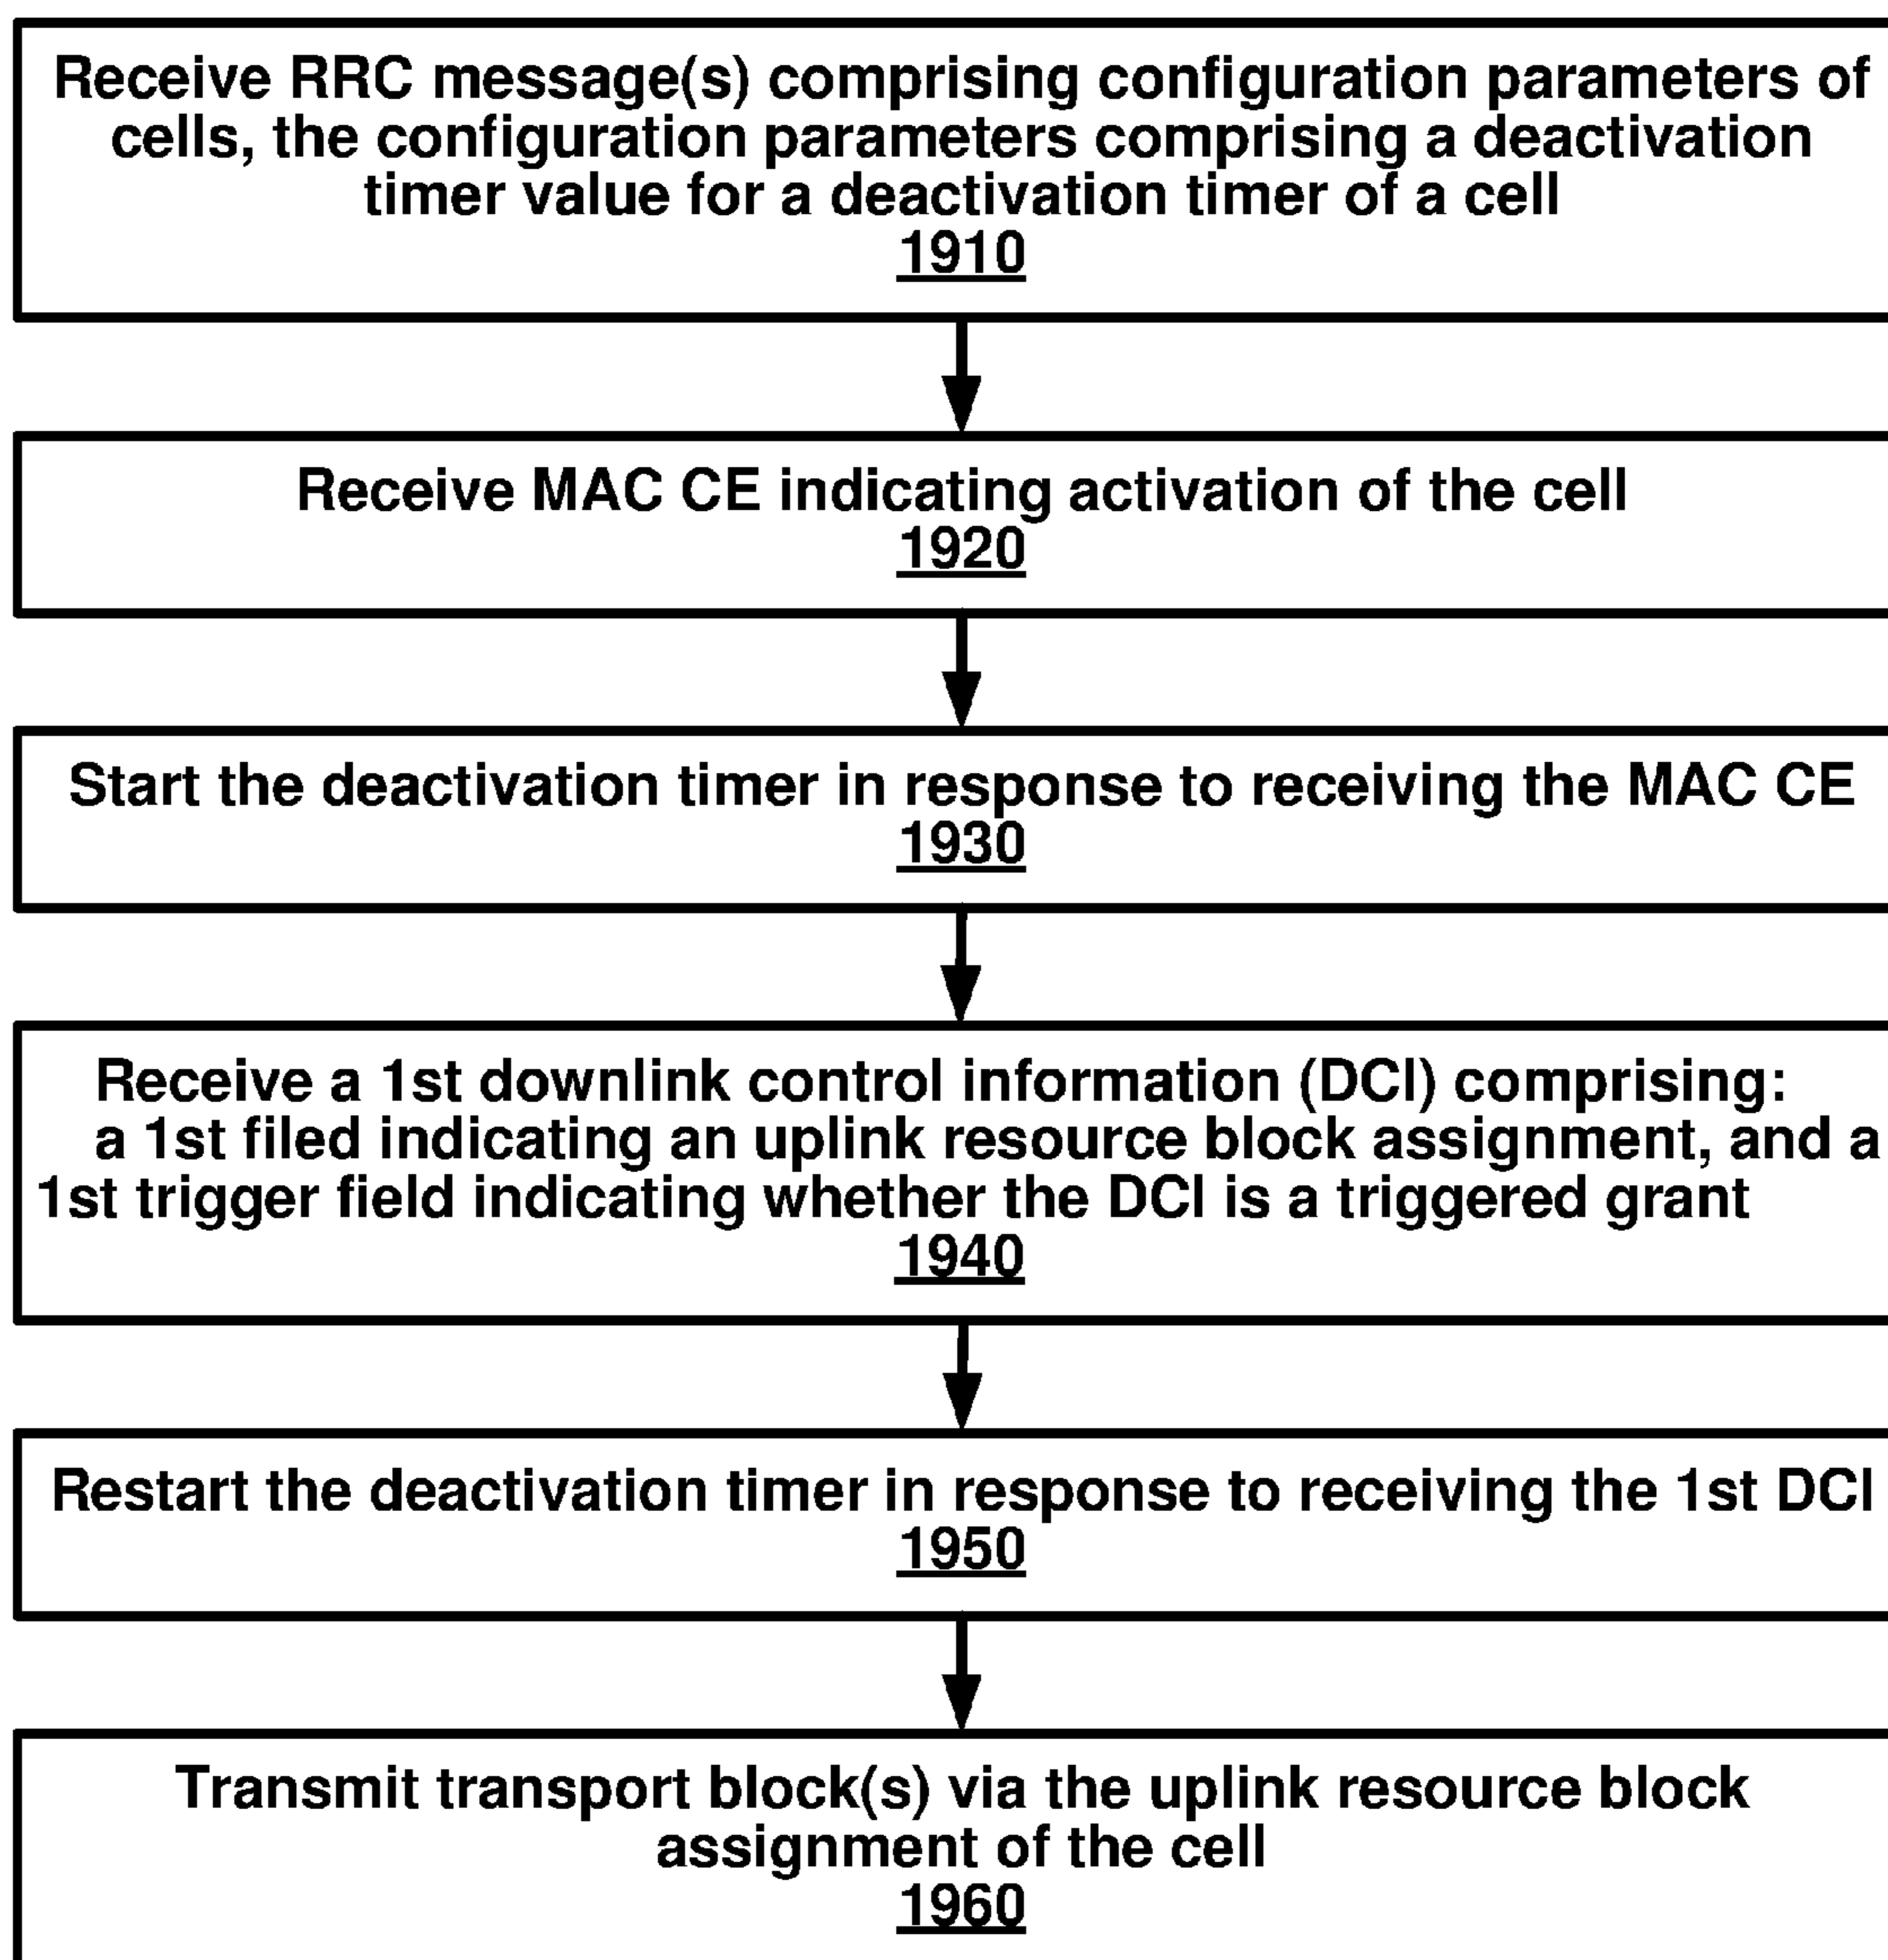 Receive RRC message(s) comprising configuration parameters of
cells, the configuration parameters comprising a deactivation
timer value for a deactivation timer of a cell
1910
Receive MAC CE indicating activation of the cell
1920
Start the deactivation timer in response to receiving the MAC CE
1930
Receive a 1st downlink control information (DCI) comprising:
a 1st filed indicating an uplink resource block assignment, and a
1st trigger field indicating whether the DCI is a triggered grant
1940
Restart the deactivation timer in response to receiving the 1st DCI
1950
Transmit transport block(s) via the uplink resource block
assignment of the cell
1960